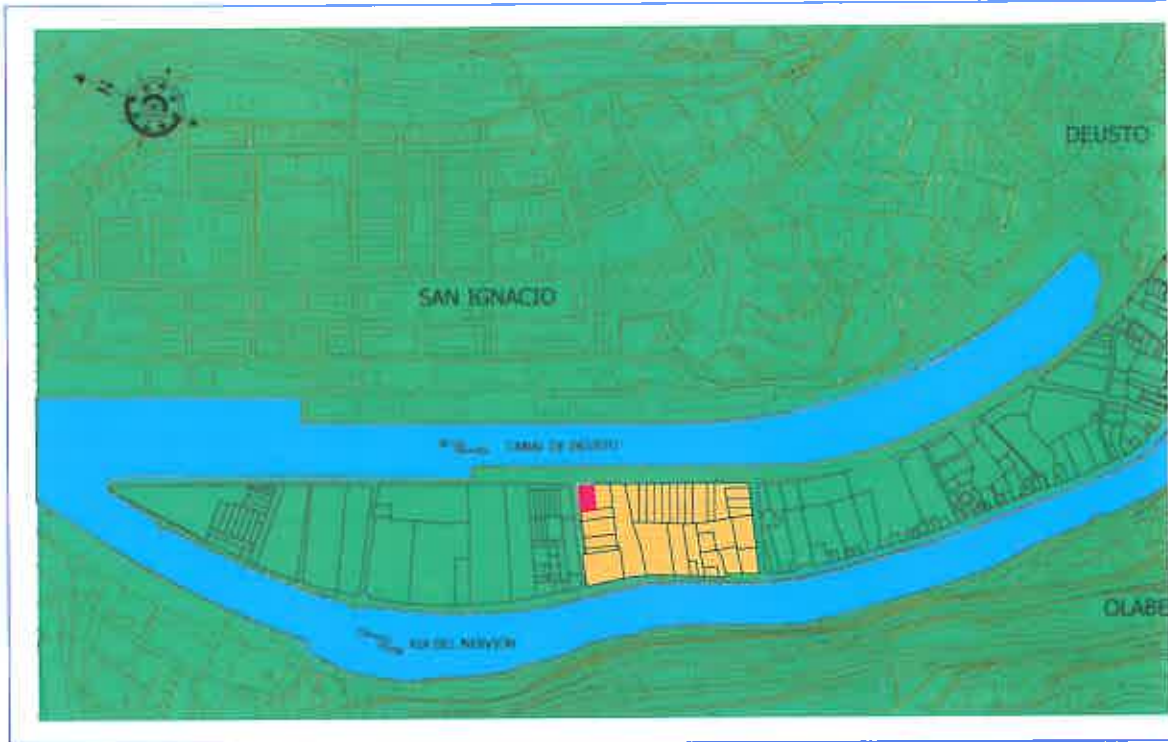 DEUSTO
SAN IGNACIO
CANAL DE DEUSTO
OLABE
RIA DEL NERVION